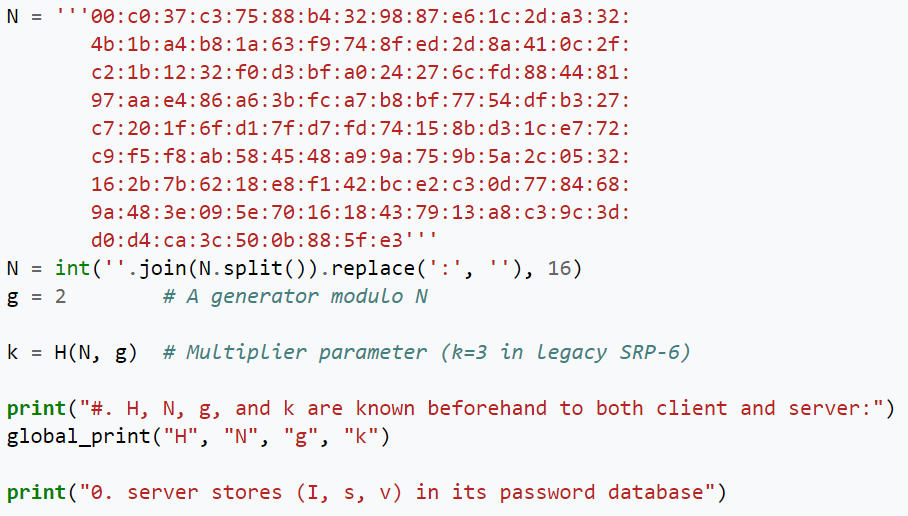 N = '''00:c0:37:c3:75:88:b4:32:98:87:e6:1c:2d:a3:32:
       4b:1b:a4:b8:1a:63:f9:74:8f:ed:2d:8a:41:0c:2f:
       c2:1b:12:32:f0:d3:bf:a0:24:27:6c:fd:88:44:81:
       97:aa:e4:86:a6:3b:fc:a7:b8:bf:77:54:df:b3:27:
       c7:20:1f:6f:d1:7f:d7:fd:74:15:8b:d3:1c:e7:72:
       c9:f5:f8:ab:58:45:48:a9:9a:75:9b:5a:2c:05:32:
       16:2b:7b:62:18:e8:f1:42:bc:e2:c3:0d:77:84:68:
       9a:48:3e:09:5e:70:16:18:43:79:13:a8:c3:9c:3d:
       d0:d4:ca:3c:50:0b:88:5f:e3'''
N = int(''.join(N.split()).replace(':', ''), 16)
g = 2        # A generator modulo N

k = H(N, g)  # Multiplier parameter (k=3 in legacy SRP-6)

print("#. H, N, g, and k are known beforehand to both client and server:")
global_print("H", "N", "g", "k")

print("0. server stores (I, s, v) in its password database")